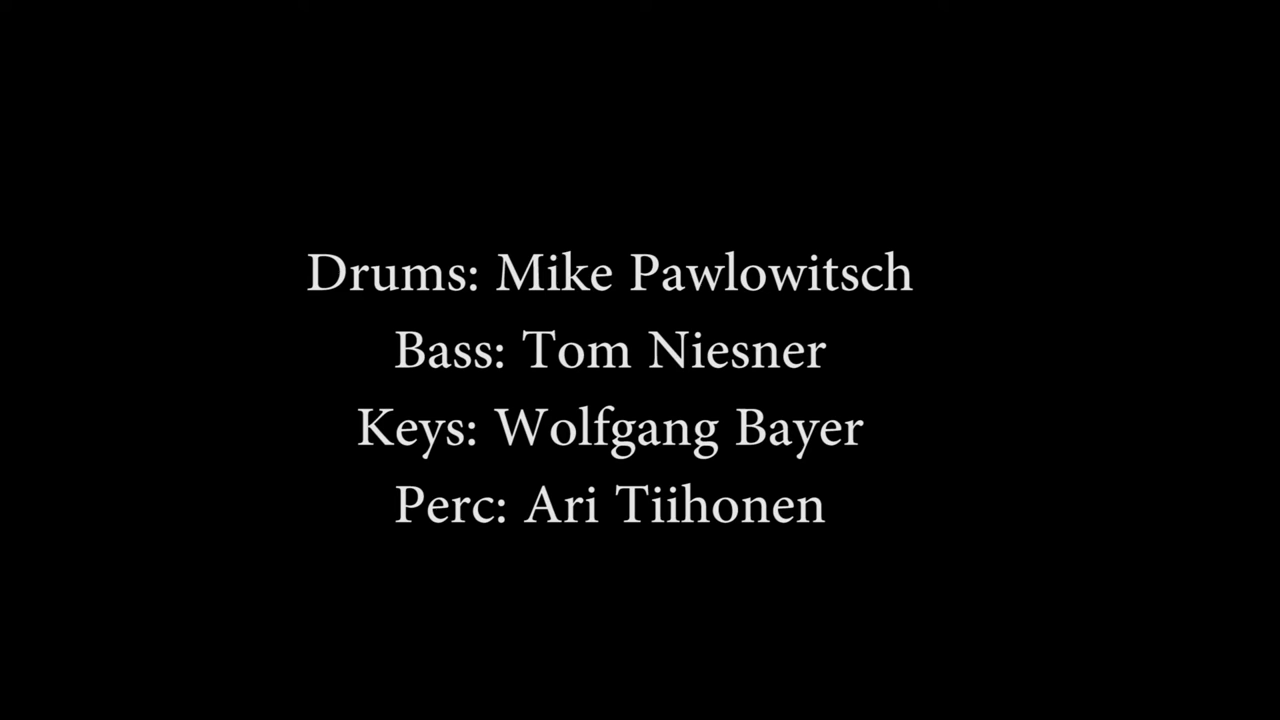 Drums: Mike Pawlowitsch
Bass: Tom Niesner
Keys: Wolfgang Bayer
Perc: Ari Tiihonen